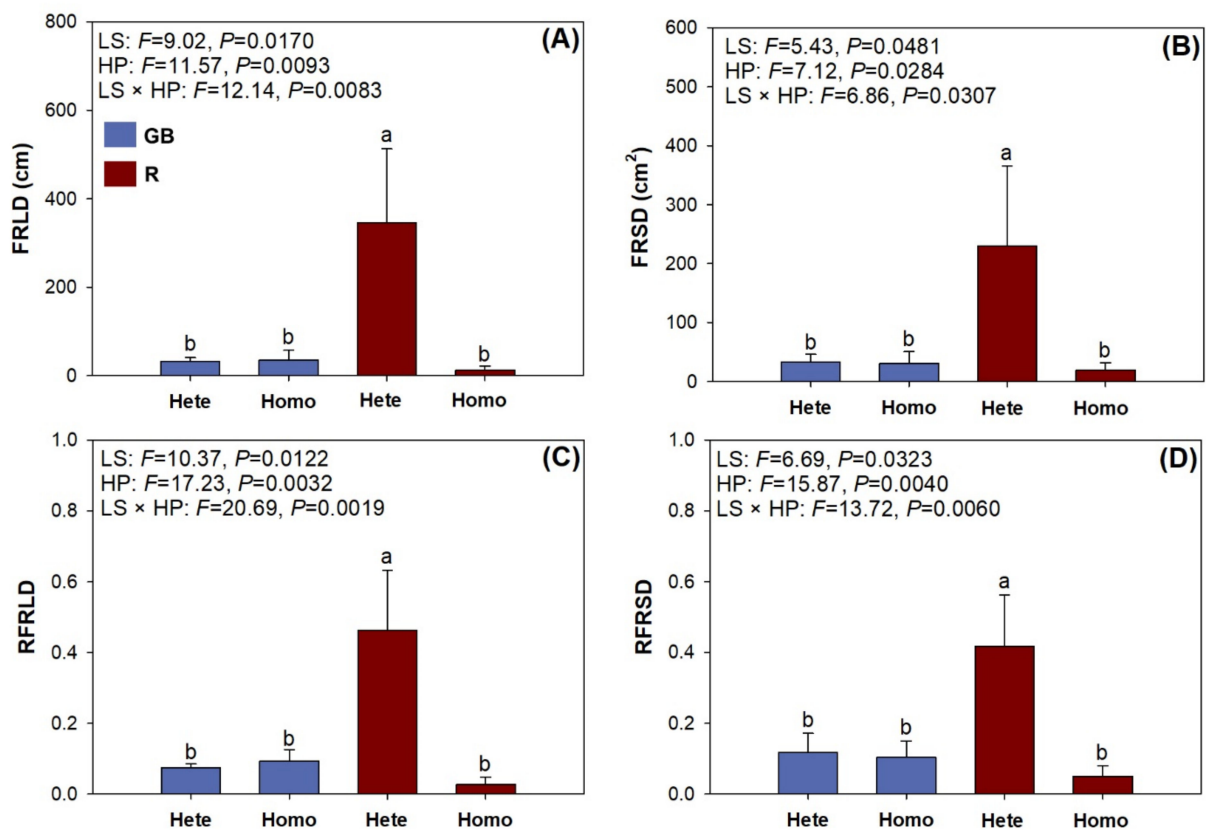 (A)
LS: F=9.02, P=0.0170
HP: F=11.57, P=0.0093
LS × HP: F=12.14, P=0.0083
GB
R
FRLD (cm)
800
600
400
200
0
b
b
a
b
Hete Homo Hete Homo
(B)
LS: F=5.43, P=0.0481
HP: F=7.12, P=0.0284
LS × HP: F=6.86, P=0.0307
FRSD (cm²)
600
500
400
300
200
100
0
b
b
a
b
Hete Homo Hete Homo
(C)
LS: F=10.37, P=0.0122
HP: F=17.23, P=0.0032
LS × HP: F=20.69, P=0.0019
RFRLD
1.0
0.8
0.6
0.4
0.2
0.0
b
b
a
b
Hete Homo Hete Homo
(D)
LS: F=6.69, P=0.0323
HP: F=15.87, P=0.0040
LS × HP: F=13.72, P=0.0060
RFRSD
1.0
0.8
0.6
0.4
0.2
0.0
b
b
a
b
Hete Homo Hete Homo